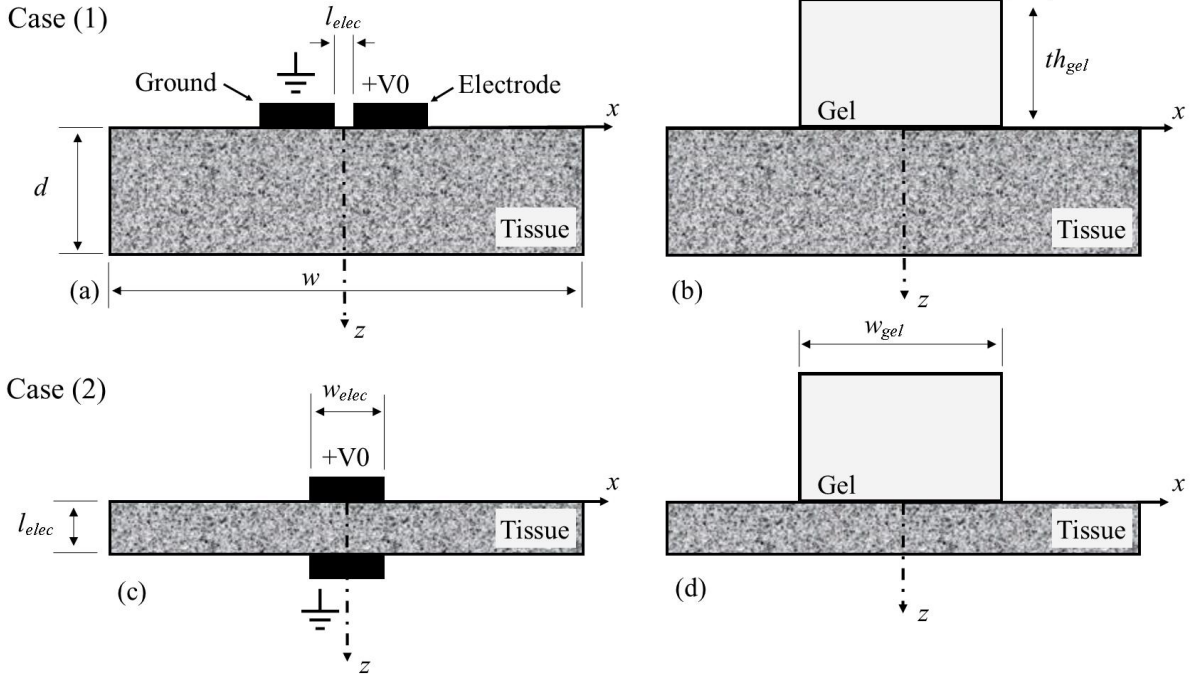 Case (1)
l_elec
Ground
+V0
Electrode
x
d
Tissue
(a)
w
z
th_gel
Gel
x
Tissue
(b)
z
Case (2)
w_elec
+V0
x
l_elec
Tissue
(c)
z
w_gel
Gel
x
Tissue
(d)
z